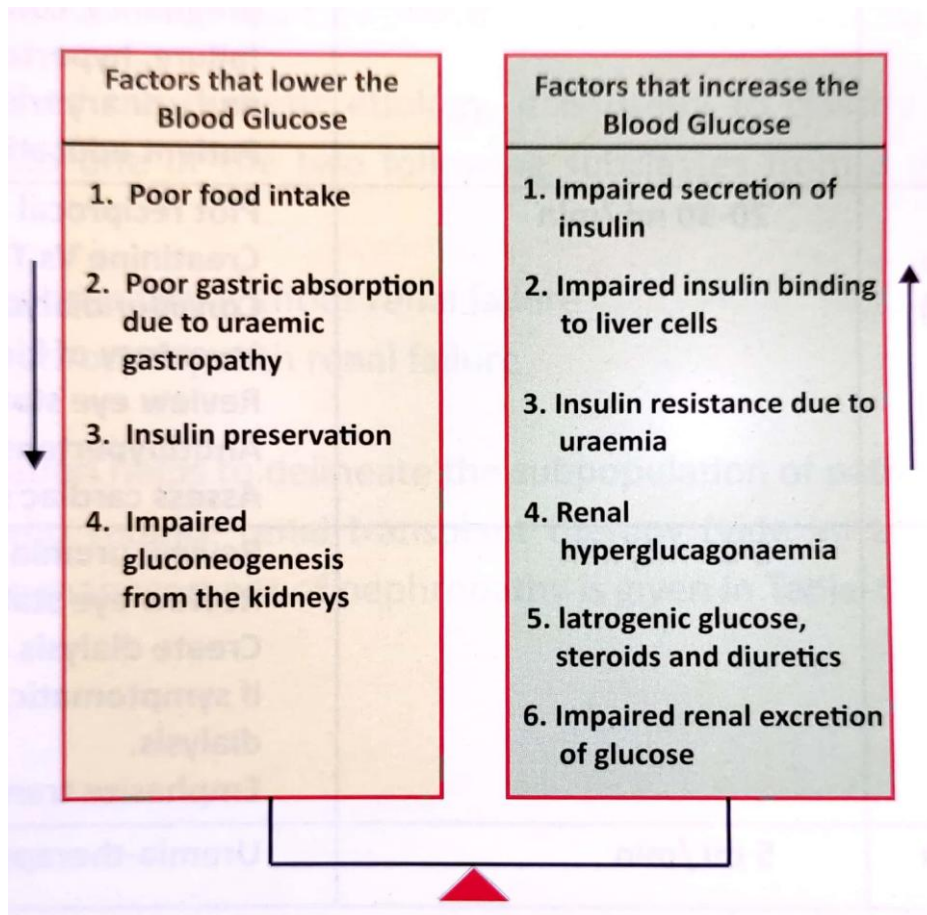 Factors that lower the
Blood Glucose
1. Poor food intake
2. Poor gastric absorption
due to uraemic
gastropathy
3. Insulin preservation
4. Impaired
gluconeogenesis
from the kidneys
Factors that increase the
Blood Glucose
1. Impaired secretion of
insulin
2. Impaired insulin binding
to liver cells
3. Insulin resistance due to
uraemia
4. Renal
hyperglucagonaemia
5. Iatrogenic glucose,
steroids and diuretics
6. Impaired renal excretion
of glucose